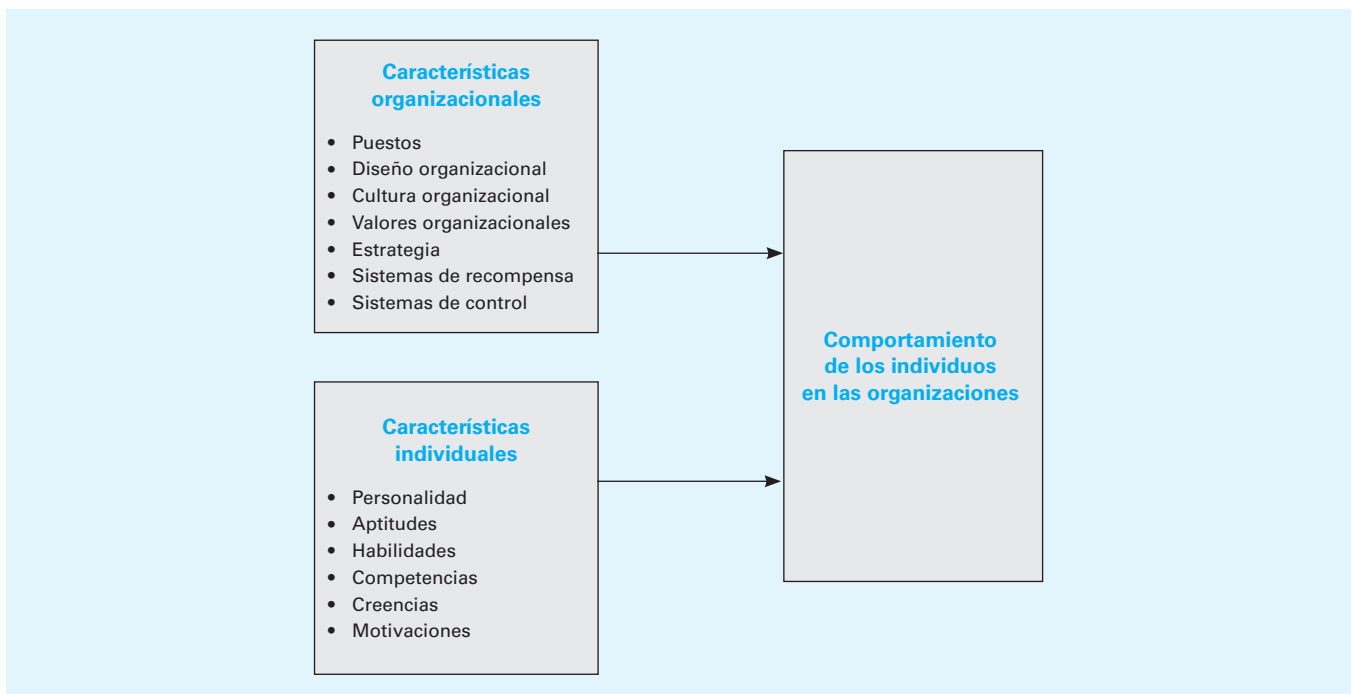 Características
organizacionales
• Puestos
• Diseño organizacional
• Cultura organizacional
• Valores organizacionales
• Estrategia
• Sistemas de recompensa
• Sistemas de control
Características
individuales
• Personalidad
• Aptitudes
• Habilidades
• Competencias
• Creencias
• Motivaciones
Comportamiento
de los individuos
en las organizaciones